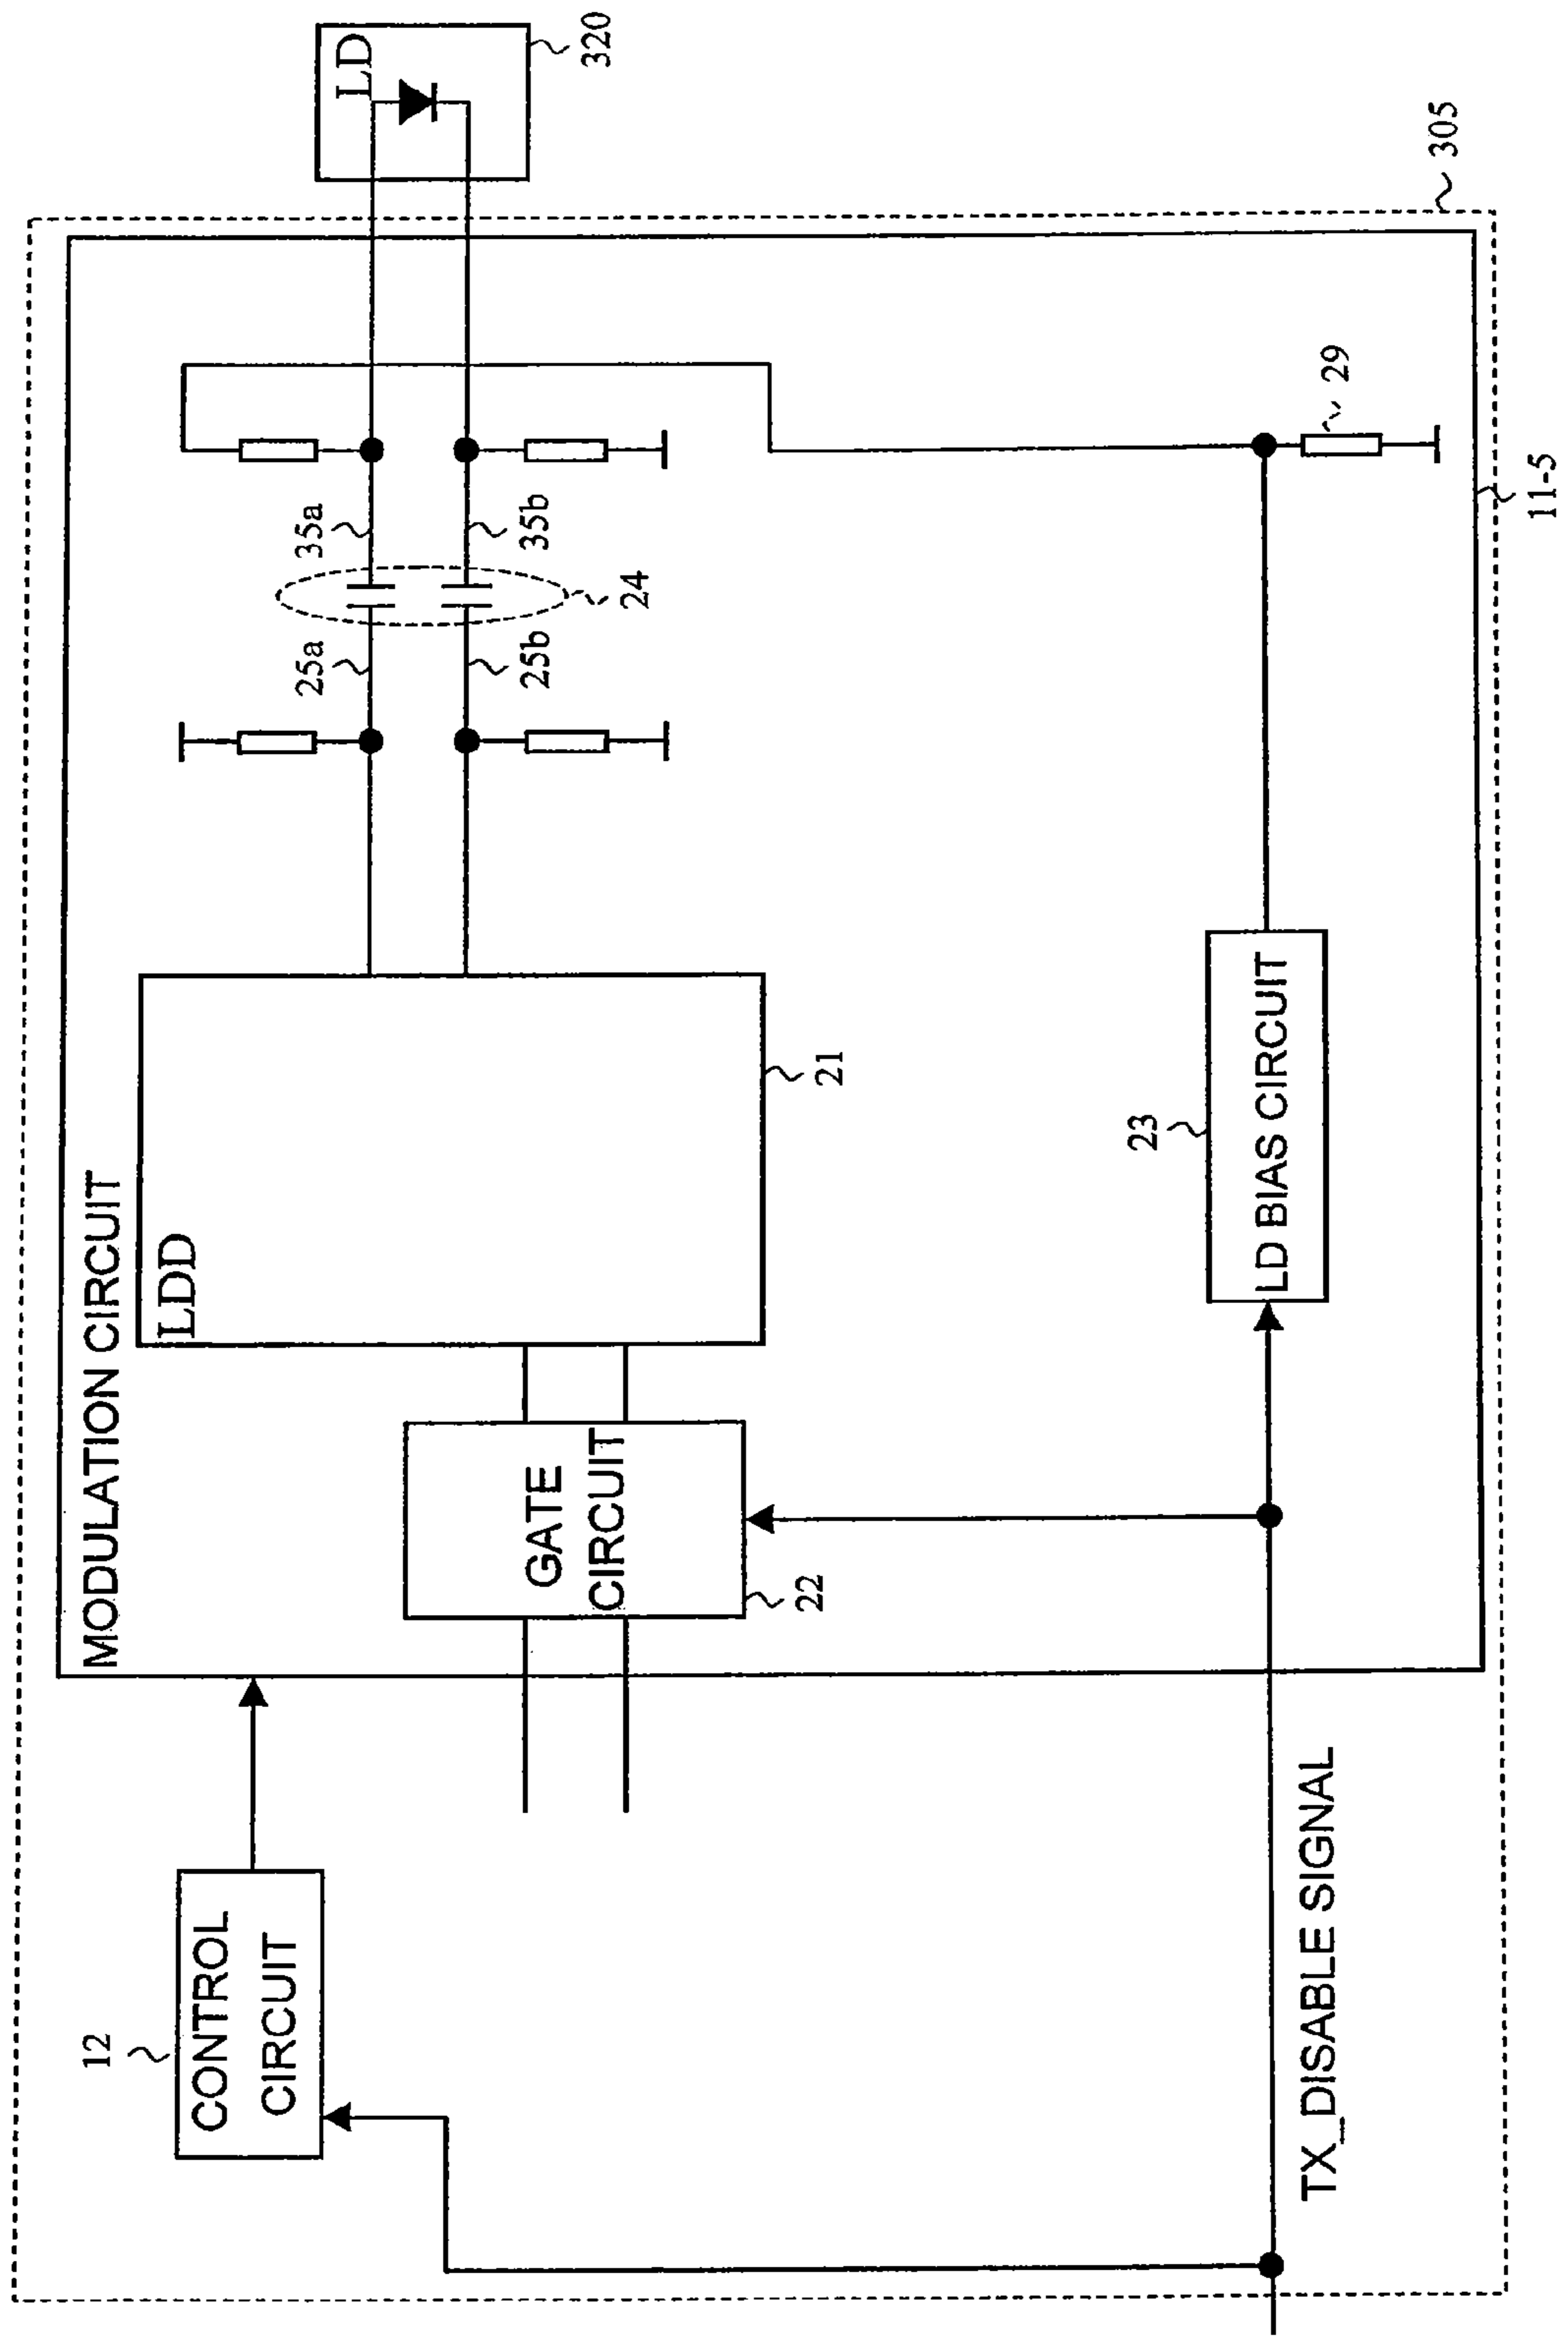 12
CONTROL
CIRCUIT
MODULATION CIRCUIT
LDD
21
GATE
CIRCUIT
22
25a
25b
35a
35b
24
LD
320
23
LD BIAS CIRCUIT
29
TX_DISABLE SIGNAL
11-5
305